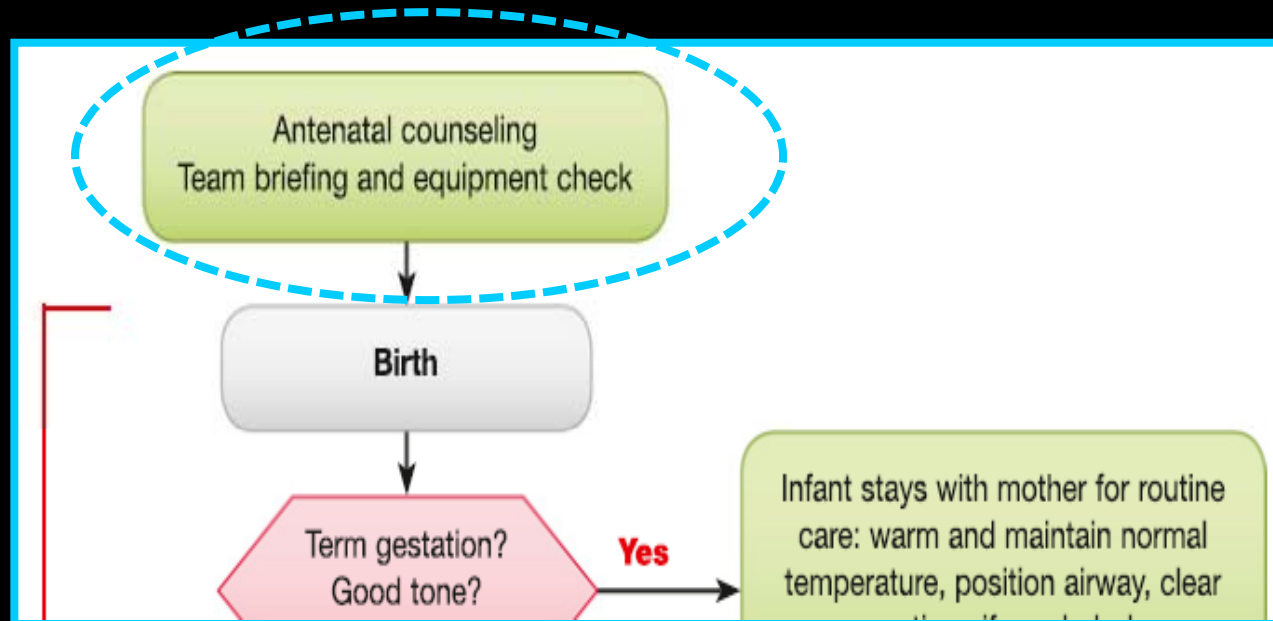 Antenatal counseling
Team briefing and equipment check
Birth
Term gestation?
Good tone?
Yes
Infant stays with mother for routine
care: warm and maintain normal
temperature, position airway, clear